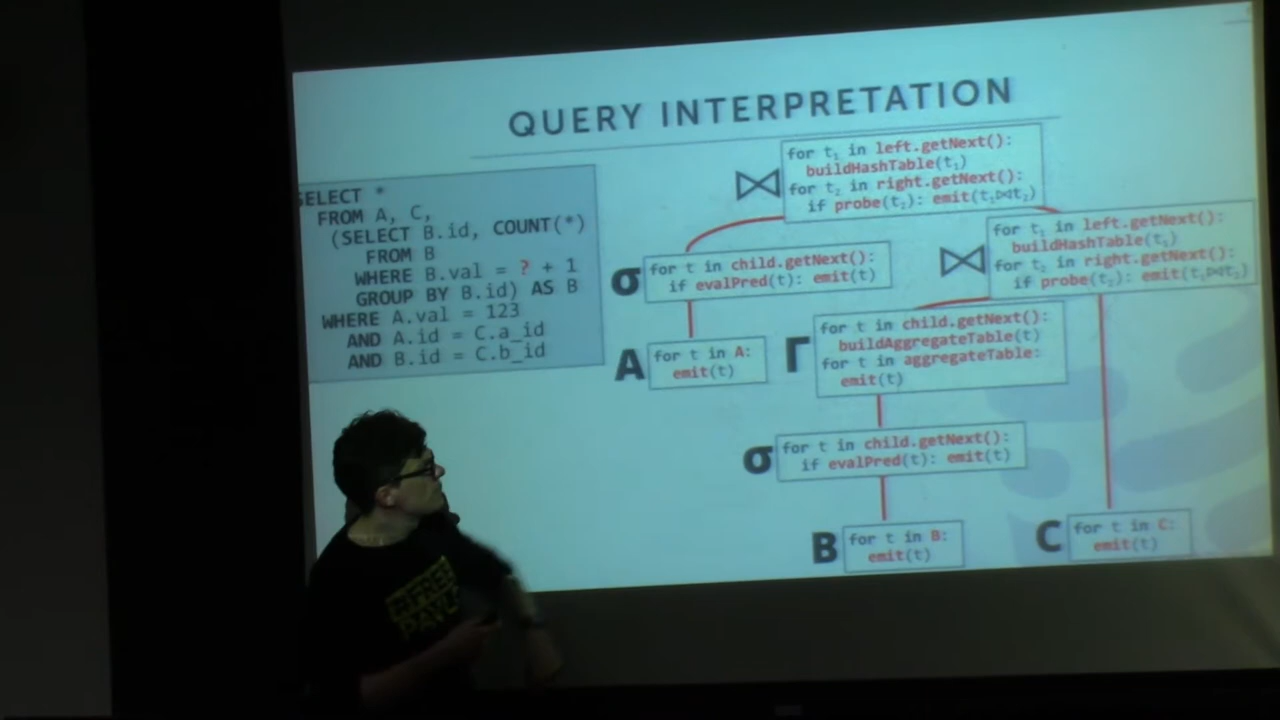 QUERY INTERPRETATION
SELECT *
FROM A, C,
(SELECT B.id, COUNT(*)
FROM B
WHERE B.val = ? + 1
GROUP BY B.id) AS B
WHERE A.val = 123
AND A.id = C.a_id
AND B.id = C.b_id
⋈
for t₁ in left.getNext():
buildHashTable(t₁)
for t₂ in right.getNext():
if probe(t₂): emit(t₁⋈t₂)
σ
for t in child.getNext():
if evalPred(t): emit(t)
⋈
for t₁ in left.getNext():
buildHashTable(t₁)
for t₂ in right.getNext():
if probe(t₂): emit(t₁⋈t₂)
A
for t in A:
emit(t)
Γ
for t in child.getNext():
buildAggregateTable(t)
for t in aggregateTable:
emit(t)
σ
for t in child.getNext():
if evalPred(t): emit(t)
B
for t in B:
emit(t)
C
for t in C:
emit(t)